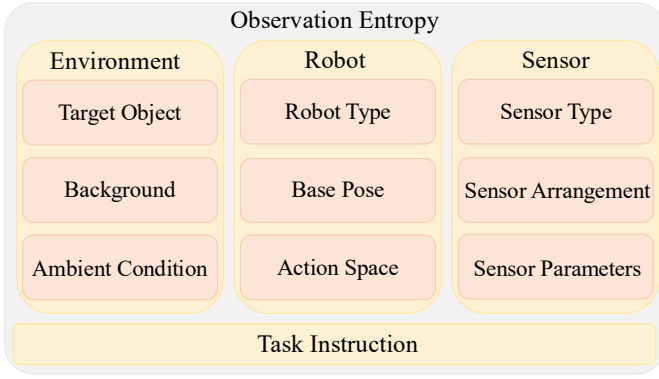 Observation Entropy
Environment
Target Object
Background
Ambient Condition
Robot
Robot Type
Base Pose
Action Space
Sensor
Sensor Type
Sensor Arrangement
Sensor Parameters
Task Instruction